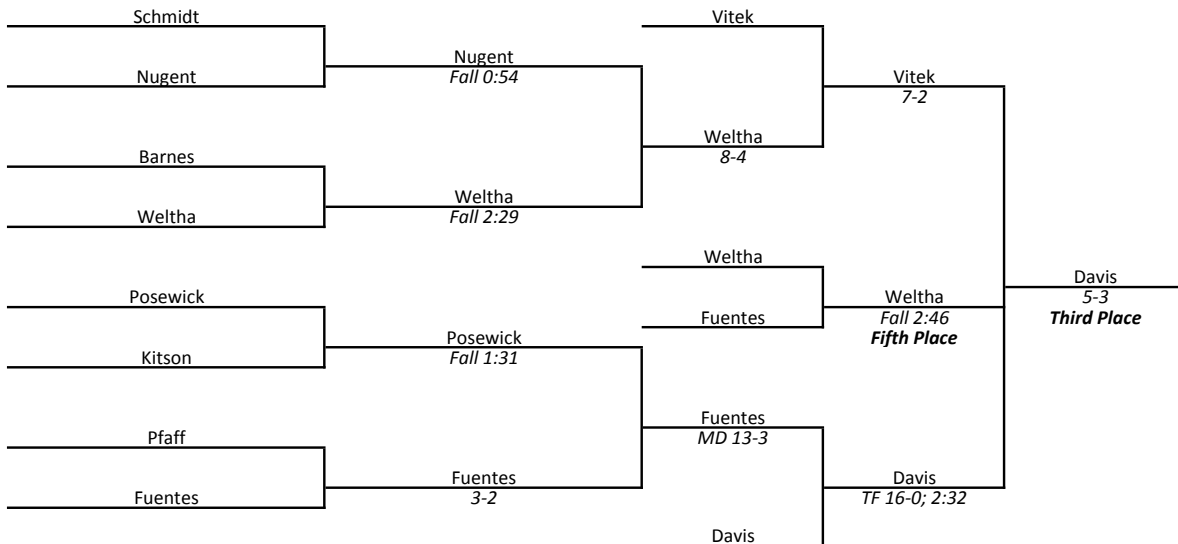 Schmidt
Vitek
Nugent
Fall 0:54
Nugent
Vitek
7-2
Weltha
8-4
Barnes
Weltha
Fall 2:29
Weltha
Weltha
Davis
5-3
Third Place
Posewick
Weltha
Fall 2:46
Fifth Place
Fuentes
Posewick
Fall 1:31
Kitson
Fuentes
MD 13-3
Pfaff
Fuentes
3-2
Davis
TF 16-0; 2:32
Fuentes
Davis